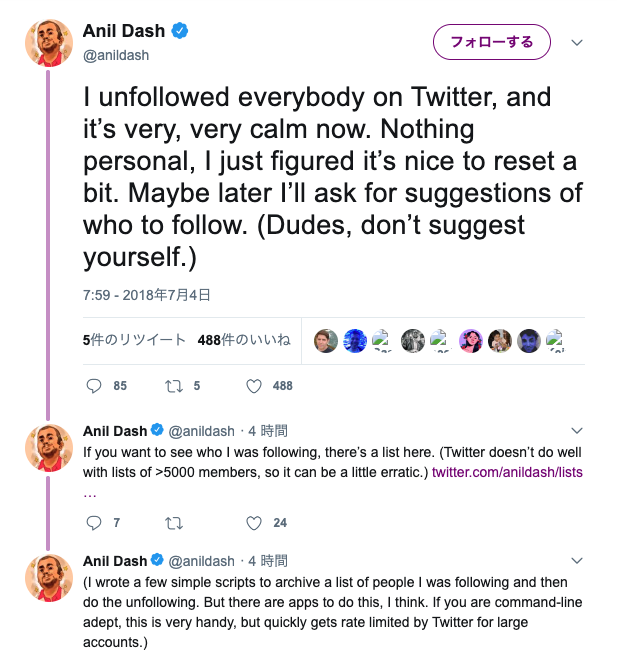 Anil Dash
@anildash
フォローする
I unfollowed everybody on Twitter, and
it’s very, very calm now. Nothing
personal, I just figured it’s nice to reset a
bit. Maybe later I’ll ask for suggestions of
who to follow. (Dudes, don’t suggest
yourself.)
7:59 - 2018年7月4日
5件のリツイート 488件のいいね
85 5 488
Anil Dash @anildash · 4 時間
If you want to see who I was following, there’s a list here. (Twitter doesn’t do well
with lists of >5000 members, so it can be a little erratic.) twitter.com/anildash/lists
…
7 24
Anil Dash @anildash · 4 時間
(I wrote a few simple scripts to archive a list of people I was following and then
do the unfollowing. But there are apps to do this, I think. If you are command-line
adept, this is very handy, but quickly gets rate limited by Twitter for large
accounts.)